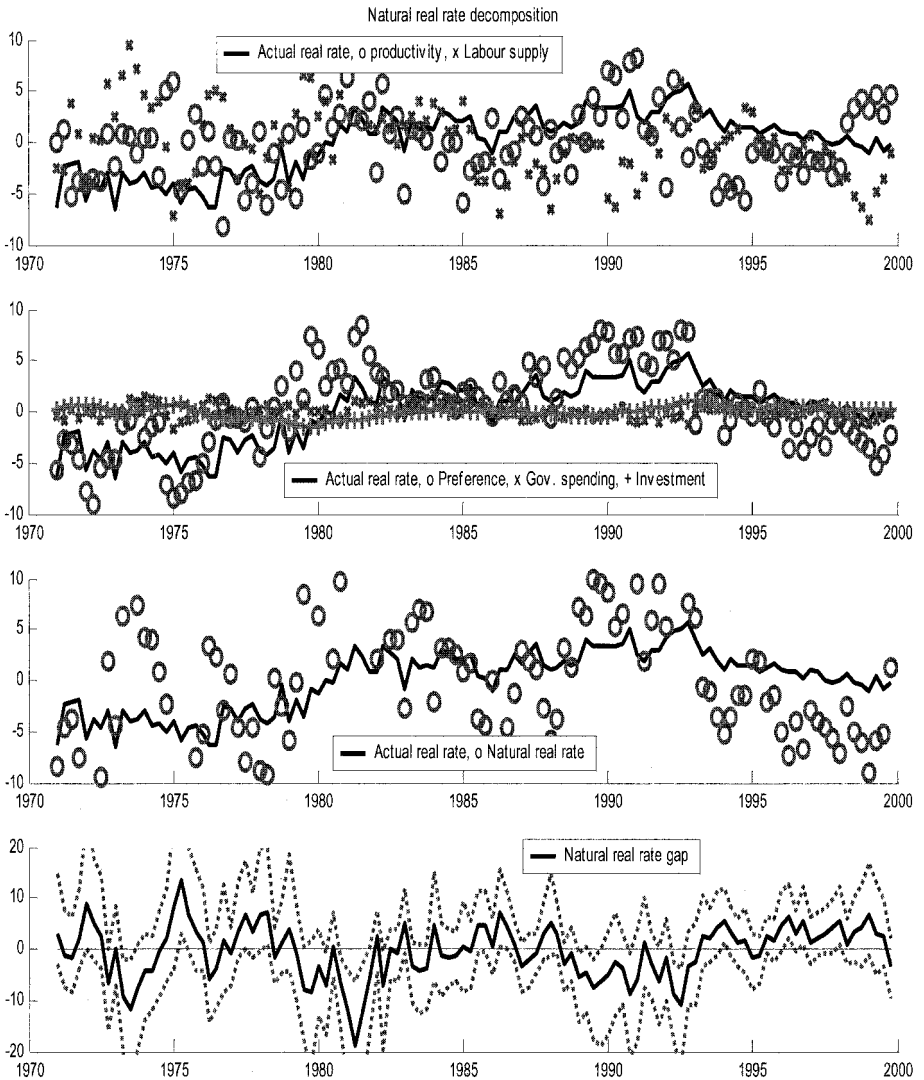 Natural real rate decomposition
10
Actual real rate, o productivity, x Labour supply
5
0
-5
-10
1970 1975 1980 1985 1990 1995 2000
10
5
0
-5
Actual real rate, o Preference, x Gov. spending, + Investment
-10
1970 1975 1980 1985 1990 1995 2000
10
5
0
-5
Actual real rate, o Natural real rate
-10
1970 1975 1980 1985 1990 1995 2000
20
Natural real rate gap
10
0
-10
-20
1970 1975 1980 1985 1990 1995 2000